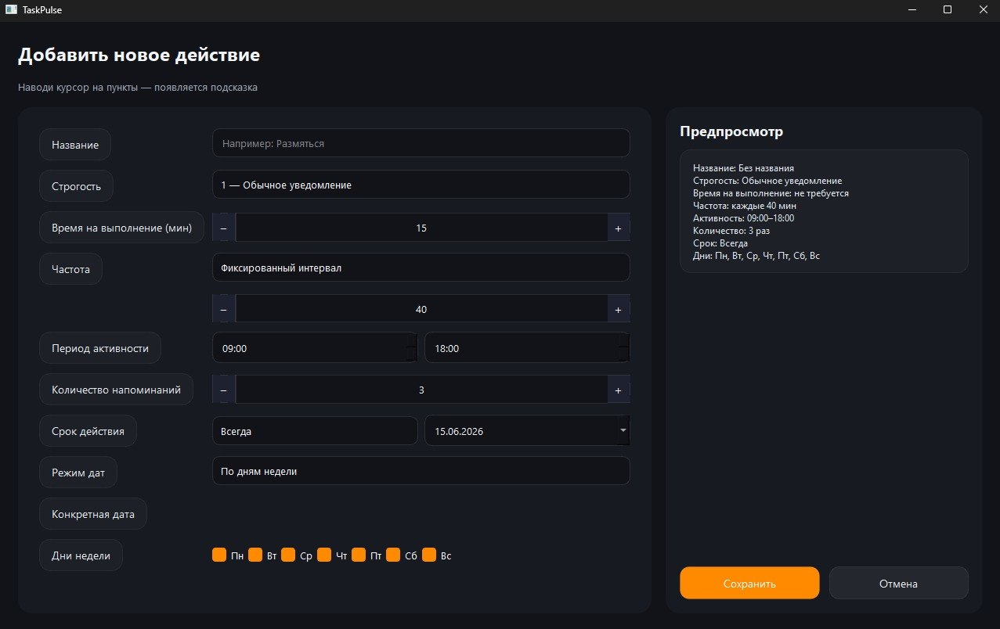 TaskPulse
Добавить новое действие
Наводи курсор на пункты — появляется подсказка
Название
Например: Размяться
Строгость
1 — Обычное уведомление
Время на выполнение (мин)
– 15 +
Частота
Фиксированный интервал
– 40 +
Период активности
09:00 18:00
Количество напоминаний
– 3 +
Срок действия
Всегда 15.06.2026
Режим дат
По дням недели
Конкретная дата
Дни недели
Пн Вт Ср Чт Пт Сб Вс
Предпросмотр
Название: Без названия
Строгость: Обычное уведомление
Время на выполнение: не требуется
Частота: каждые 40 мин
Активность: 09:00–18:00
Количество: 3 раз
Срок: Всегда
Дни: Пн, Вт, Ср, Чт, Пт, Сб, Вс
Сохранить
Отмена